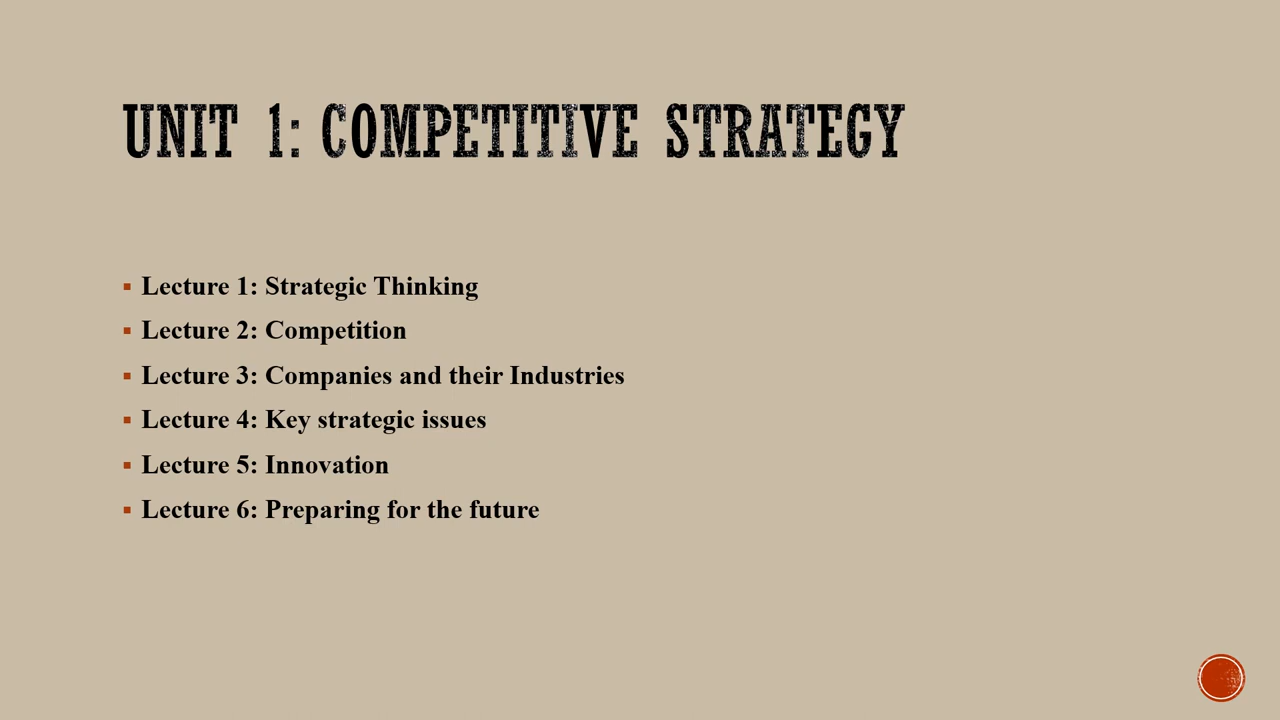 UNIT 1: COMPETITIVE STRATEGY
Lecture 1: Strategic Thinking
Lecture 2: Competition
Lecture 3: Companies and their Industries
Lecture 4: Key strategic issues
Lecture 5: Innovation
Lecture 6: Preparing for the future